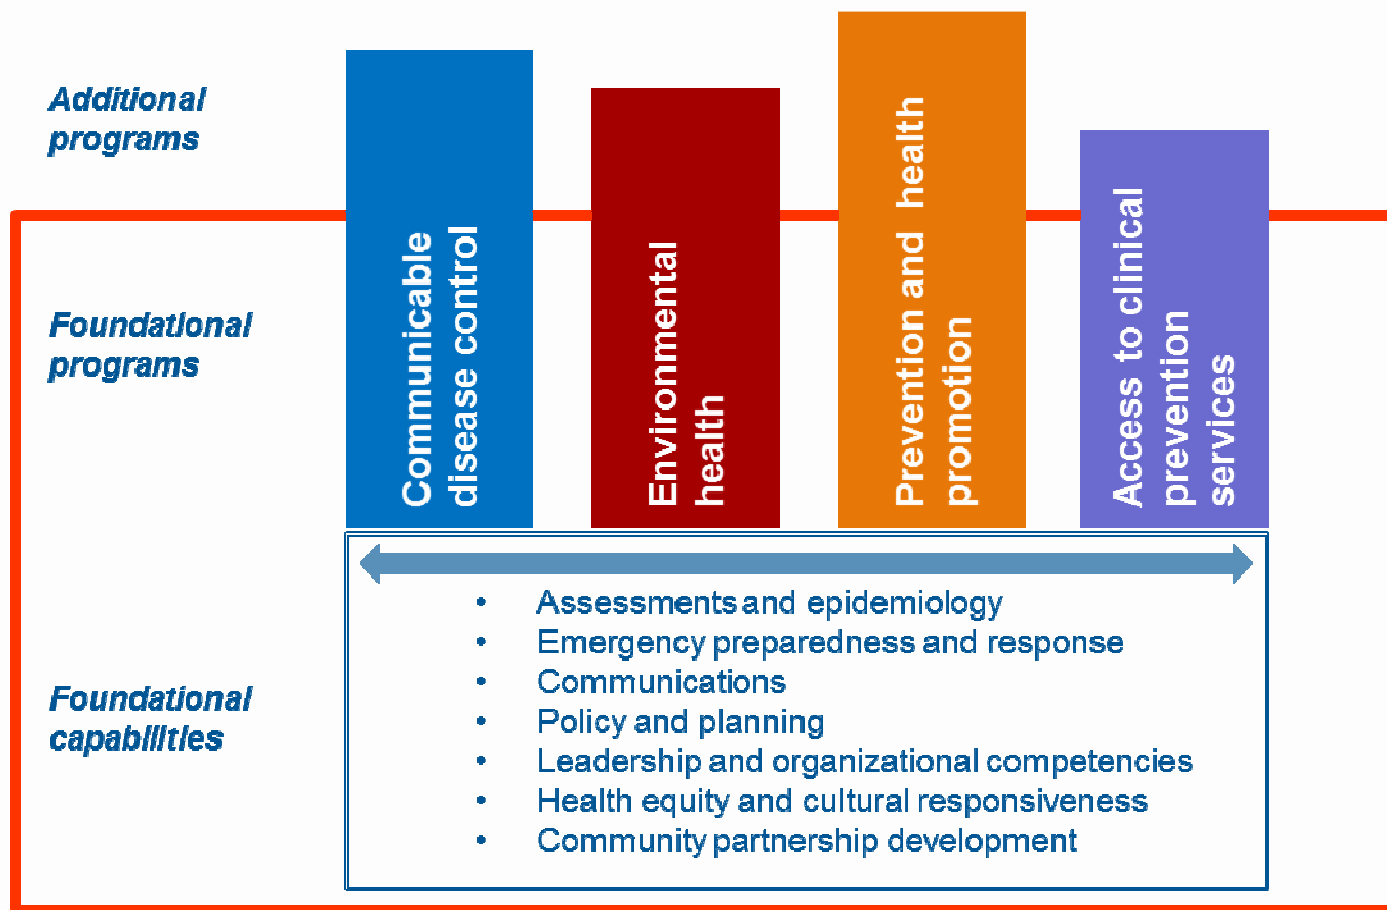 Additional
programs
Foundational
programs
Communicable
disease control
Environmental
health
Prevention and health
promotion
Access to clinical
prevention
services
Foundational
capabilities
• Assessments and epidemiology
• Emergency preparedness and response
• Communications
• Policy and planning
• Leadership and organizational competencies
• Health equity and cultural responsiveness
• Community partnership development